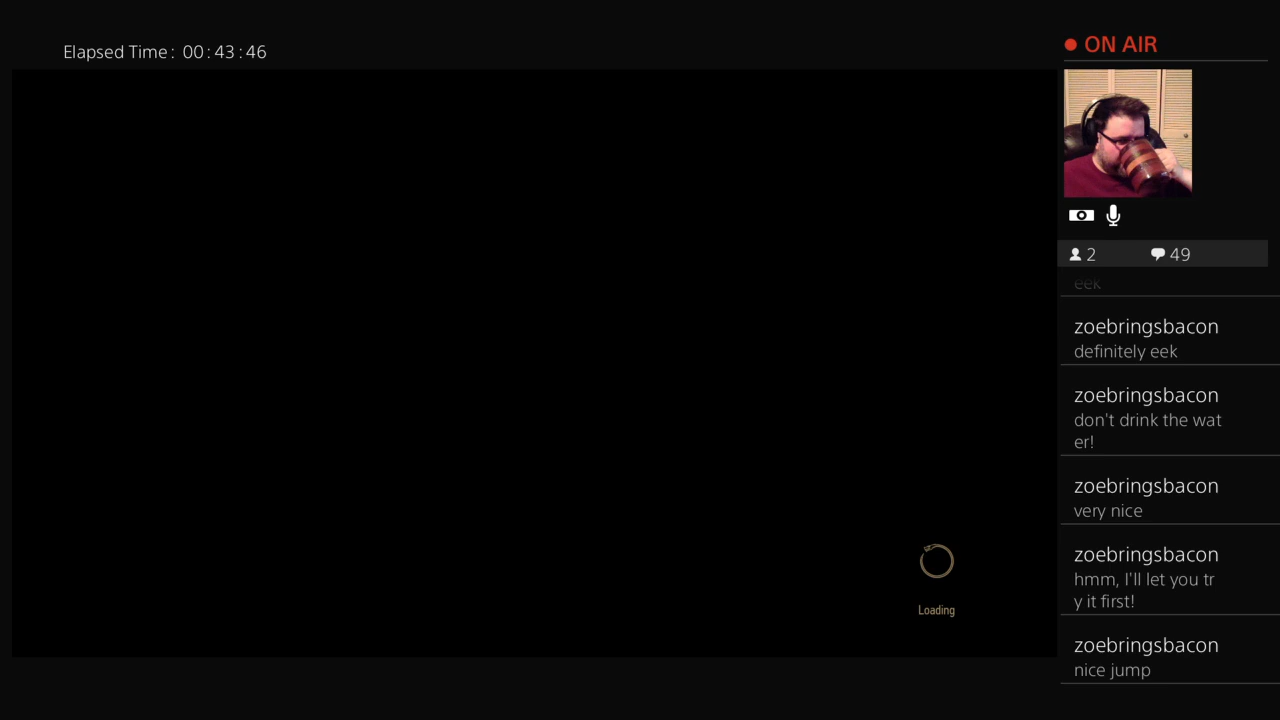 Elapsed Time: 00:43:46
ON AIR
2 49
eek
zoebringsbacon
definitely eek
zoebringsbacon
don't drink the wat
er!
zoebringsbacon
very nice
zoebringsbacon
hmm, I'll let you tr
y it first!
zoebringsbacon
nice jump
Loading